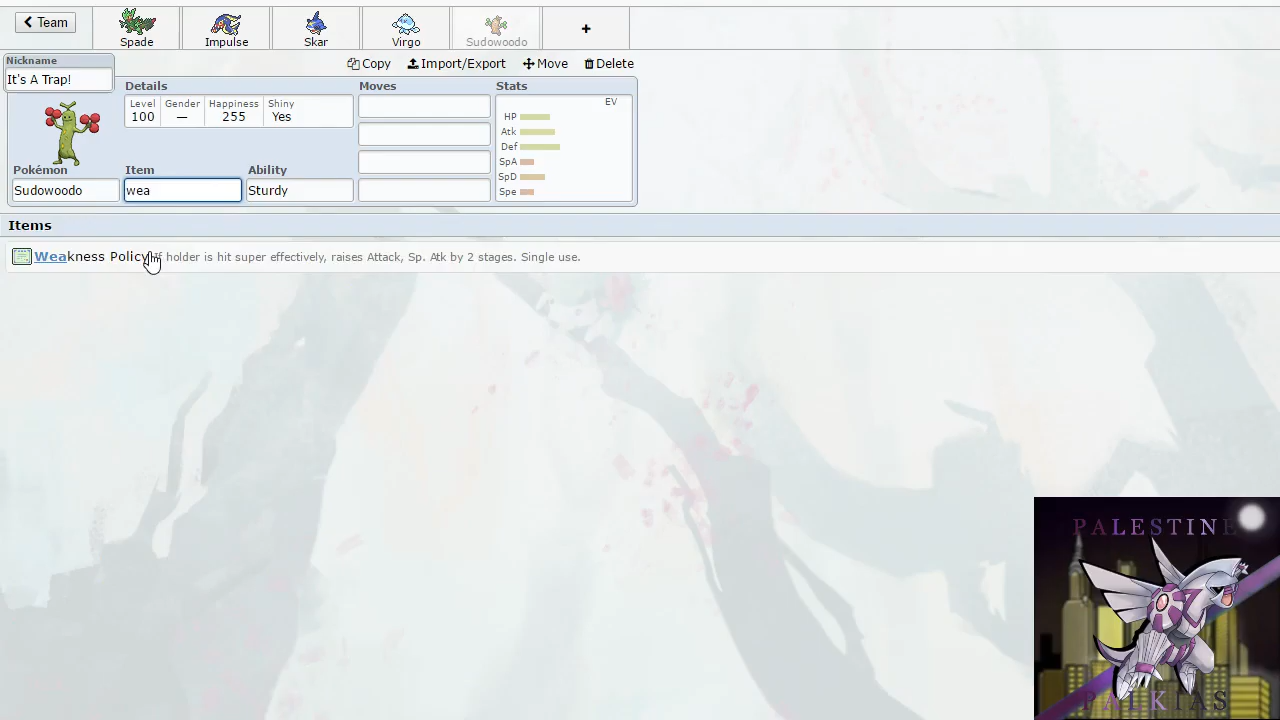 Team
Spade
Impulse
Skar
Virgo
Sudowoodo
+
Nickname
It's A Trap!
Copy
Import/Export
Move
Delete
Details
Moves
Stats
Level
Gender
Happiness
Shiny
100
—
255
Yes
EV
HP
Atk
Def
SpA
SpD
Spe
Pokémon
Item
Ability
Sudowoodo
wea
Sturdy
Items
Weakness Policy If holder is hit super effectively, raises Attack, Sp. Atk by 2 stages. Single use.
PALESTINE
PALKIAS